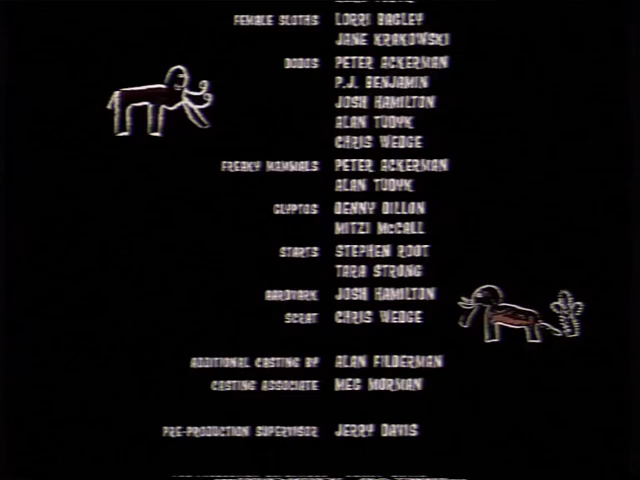 FEMALE SLOTHS LORRI BAGLEY
JANE KRAKOWSKI
DODOS PETER ACKERMAN
P.J. BENJAMIN
JOSH HAMILTON
ALAN TUDYK
CHRIS WEDGE
FREAKY MAMMALS PETER ACKERMAN
ALAN TUDYK
GLYPTOS DENNY DILLON
MITZI McCALL
STARTS STEPHEN ROOT
TARA STRONG
AARDVARK JOSH HAMILTON
SCRAT CHRIS WEDGE
ADDITIONAL CASTING BY ALAN FILDERMAN
CASTING ASSOCIATE MEG MORMAN
PRE-PRODUCTION SUPERVISOR JERRY DAVIS